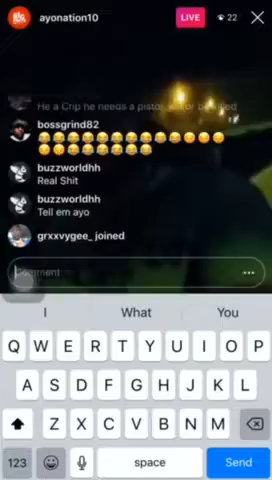 ayonation10
LIVE
22
He a Crip he needs a pistol
bossgrind82
😂😂😂😂😂😂😂😂😂😂😂😂😂
😂😂😂😂😂😂😂😂
buzzworldhh
Real Shit
buzzworldhh
Tell em ayo
grxxvygee_ joined
Comment
I What You
Q W E R T Y U I O P
A S D F G H J K L
Z X C V B N M
123 space Send